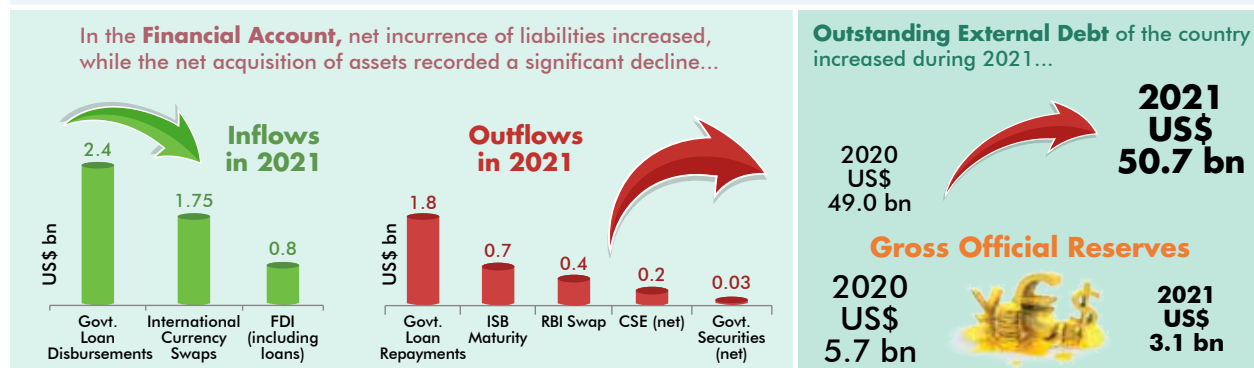 In the Financial Account, net incurrence of liabilities increased,
while the net acquisition of assets recorded a significant decline...
Inflows
in 2021
US$ bn
2.4
1.75
0.8
Govt.
Loan
Disbursements
International
Currency
Swaps
FDI
(including
loans)
Outflows
in 2021
US$ bn
1.8
0.7
0.4
0.2
0.03
Govt.
Loan
Repayments
ISB
Maturity
RBI Swap
CSE (net)
Govt.
Securities
(net)
Outstanding External Debt of the country
increased during 2021...
2020
US$
49.0 bn
2021
US$
50.7 bn
Gross Official Reserves
2020
US$
5.7 bn
2021
US$
3.1 bn